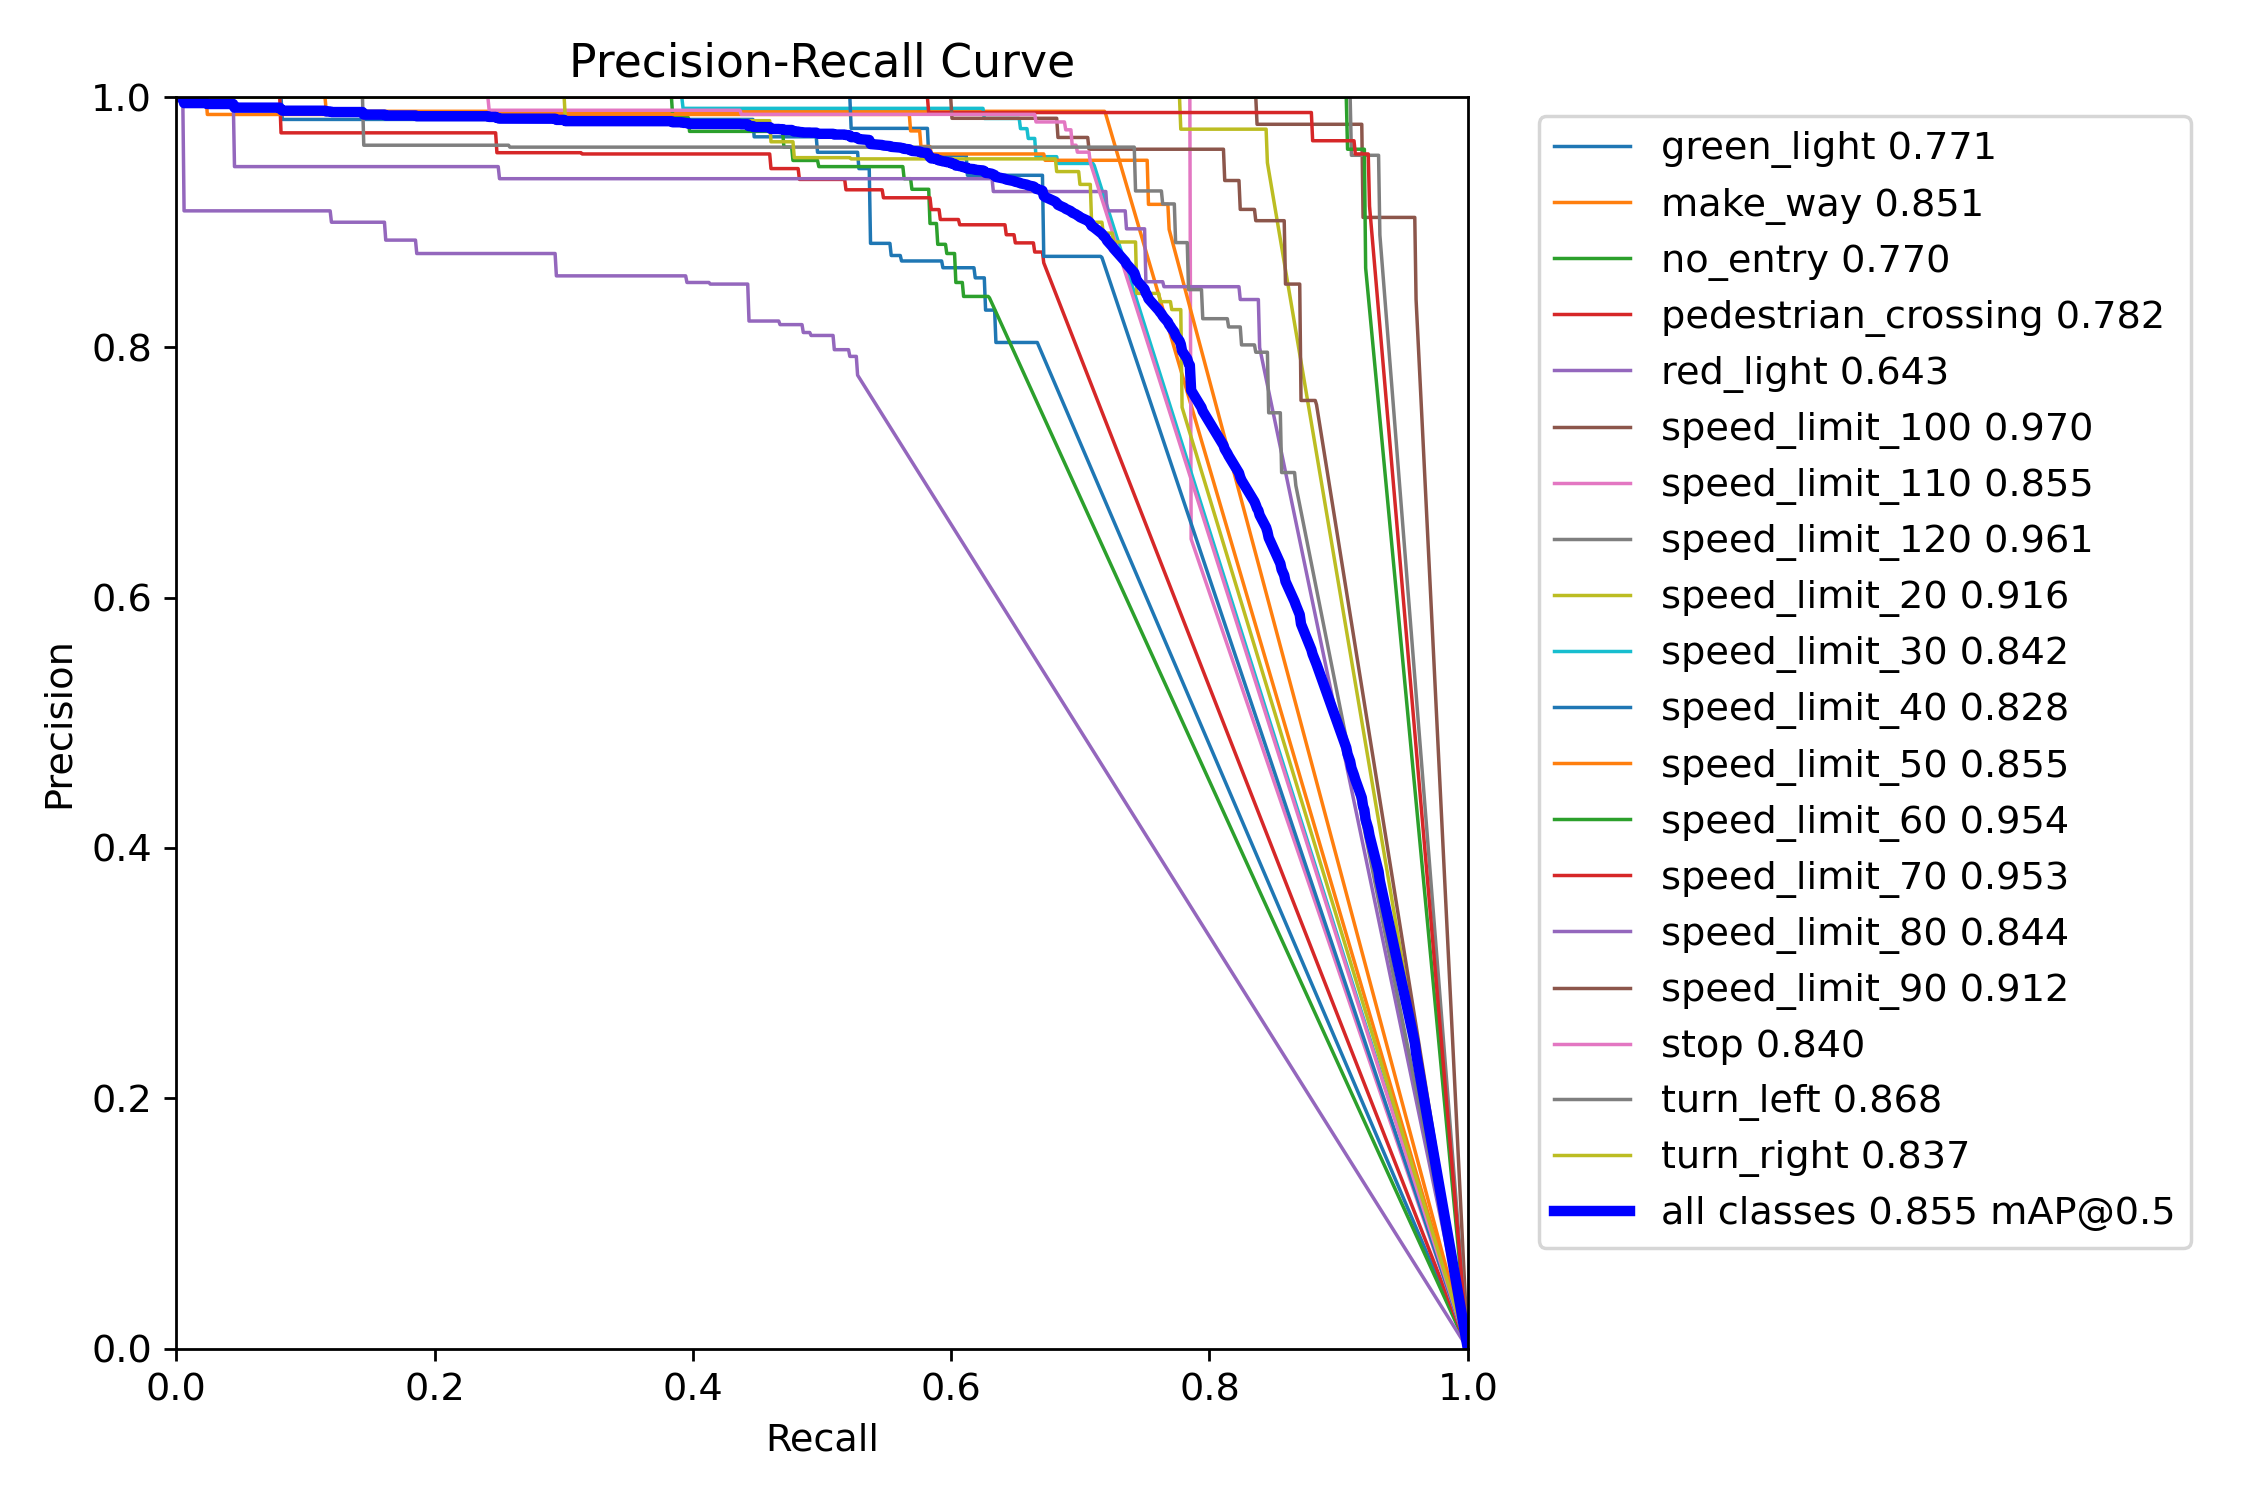 Precision-Recall Curve
1.0
0.8
0.6
0.4
0.2
0.0
Precision
0.0 0.2 0.4 0.6 0.8 1.0
Recall
green_light 0.771
make_way 0.851
no_entry 0.770
pedestrian_crossing 0.782
red_light 0.643
speed_limit_100 0.970
speed_limit_110 0.855
speed_limit_120 0.961
speed_limit_20 0.916
speed_limit_30 0.842
speed_limit_40 0.828
speed_limit_50 0.855
speed_limit_60 0.954
speed_limit_70 0.953
speed_limit_80 0.844
speed_limit_90 0.912
stop 0.840
turn_left 0.868
turn_right 0.837
all classes 0.855 mAP@0.5